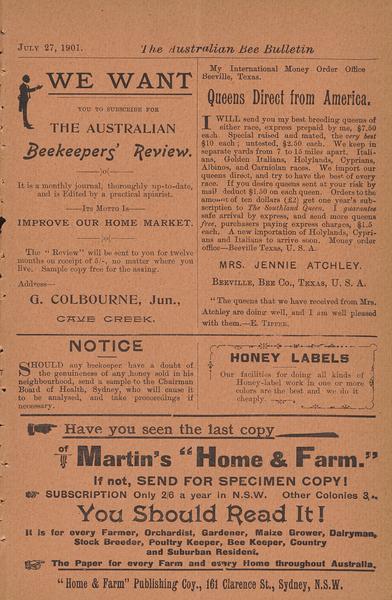 JULY 27, 1901. The Australian Bee Bulletin
WE WANT
YOU TO SUBSCRIBE FOR
THE AUSTRALIAN
Beekeepers' Review.
——)o(——
It is a monthly journal, thoroughly up-to-date,
and is Edited by a practical apiarist.
——ITS MOTTO IS——
IMPROVE OUR HOME MARKET.
——)o(——
The "Review" will be sent to you for twelve
months on receipt of 5/-, no matter where you
live. Sample copy free for the assing.
Address—
G. COLBOURNE, Jun.,
CAVE CREEK.
NOTICE
SHOULD any beekeeper have a doubt of
the genuineness of any honey sold in his
neighbourhood, send a sample to the Chairman
Board of Health, Sydney, who will cause it
to be analysed, and take proceedings if
necessary.
My International Money Order Office
Beeville, Texas.
Queens Direct from America.
I WILL send you my best breeding queens of
either race, express prepaid by me, $7.50
each. Special raised and mated, the very best
$10 each; untested, $2.50 each. We keep in
separate yards from 7 to 15 miles apart. Itali-
ans, Golden Italians, Holylands, Cyprians,
Albinos, and Carniolan races. We import our
queens direct, and try to have the best of every
race. If you desire queens sent at your risk by
mail deduct $1.50 on each queen. Orders to the
amount of ten dollars (£2) get one year's sub-
scription to The Southland Queen. I guarantee
safe arrival by express, and send more queens
free, purchasers paying express charges, $1.5
each. A new importation of Holylands, Cypri-
ans and Italians to arrive soon. Money order
office—Beeville Texas, U. S. A.
MRS. JENNIE ATCHLEY.
BEEVILLE, BEE CO., TEXAS, U. S. A.
"The queens that we have received from Mrs.
Atchley are doing well, and I am well pleased
with them.—E. TIPPER.
HONEY LABELS
Our facilities for doing all kinds of
Honey-label work in one or more
colors are the best and we do it
cheaply.
Have you seen the last copy
of Martin's "Home & Farm."
If not, SEND FOR SPECIMEN COPY!
SUBSCRIPTION Only 2/6 a year in N.S.W. Other Colonies 3/-
You Should Read It!
It is for every Farmer, Orchardist, Gardener, Maize Grower, Dairyman,
Stock Breeder, Poultry Keeper, Bee Keeper, Country
and Suburban Resident.
The Paper for every Farm and every Home throughout Australia.
"Home & Farm" Publishing Coy., 161 Clarence St., Sydney, N.S.W.